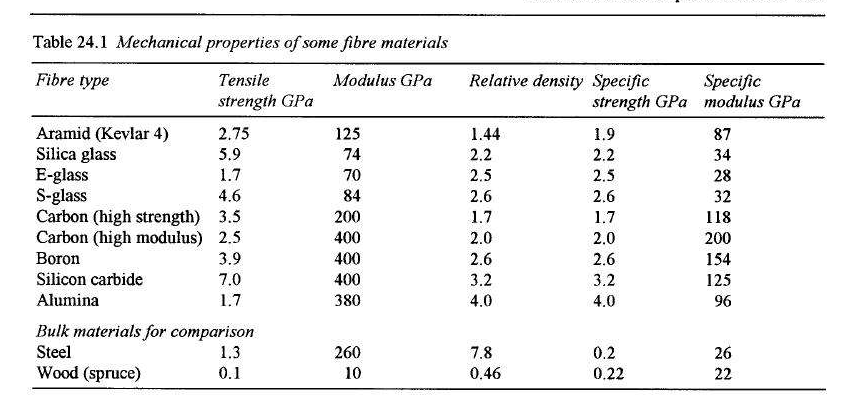 Table 24.1 Mechanical properties of some fibre materials
Fibre type Tensile Modulus GPa Relative density Specific Specific
strength GPa strength GPa modulus GPa
Aramid (Kevlar 4) 2.75 125 1.44 1.9 87
Silica glass 5.9 74 2.2 2.2 34
E-glass 1.7 70 2.5 2.5 28
S-glass 4.6 84 2.6 2.6 32
Carbon (high strength) 3.5 200 1.7 1.7 118
Carbon (high modulus) 2.5 400 2.0 2.0 200
Boron 3.9 400 2.6 2.6 154
Silicon carbide 7.0 400 3.2 3.2 125
Alumina 1.7 380 4.0 4.0 96
Bulk materials for comparison
Steel 1.3 260 7.8 0.2 26
Wood (spruce) 0.1 10 0.46 0.22 22